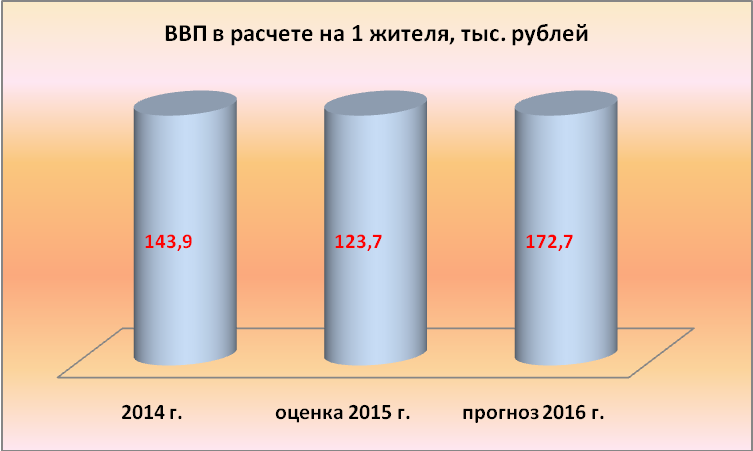 ВВП в расчете на 1 жителя, тыс. рублей
143,9
123,7
172,7
2014 г.
оценка 2015 г.
прогноз 2016 г.